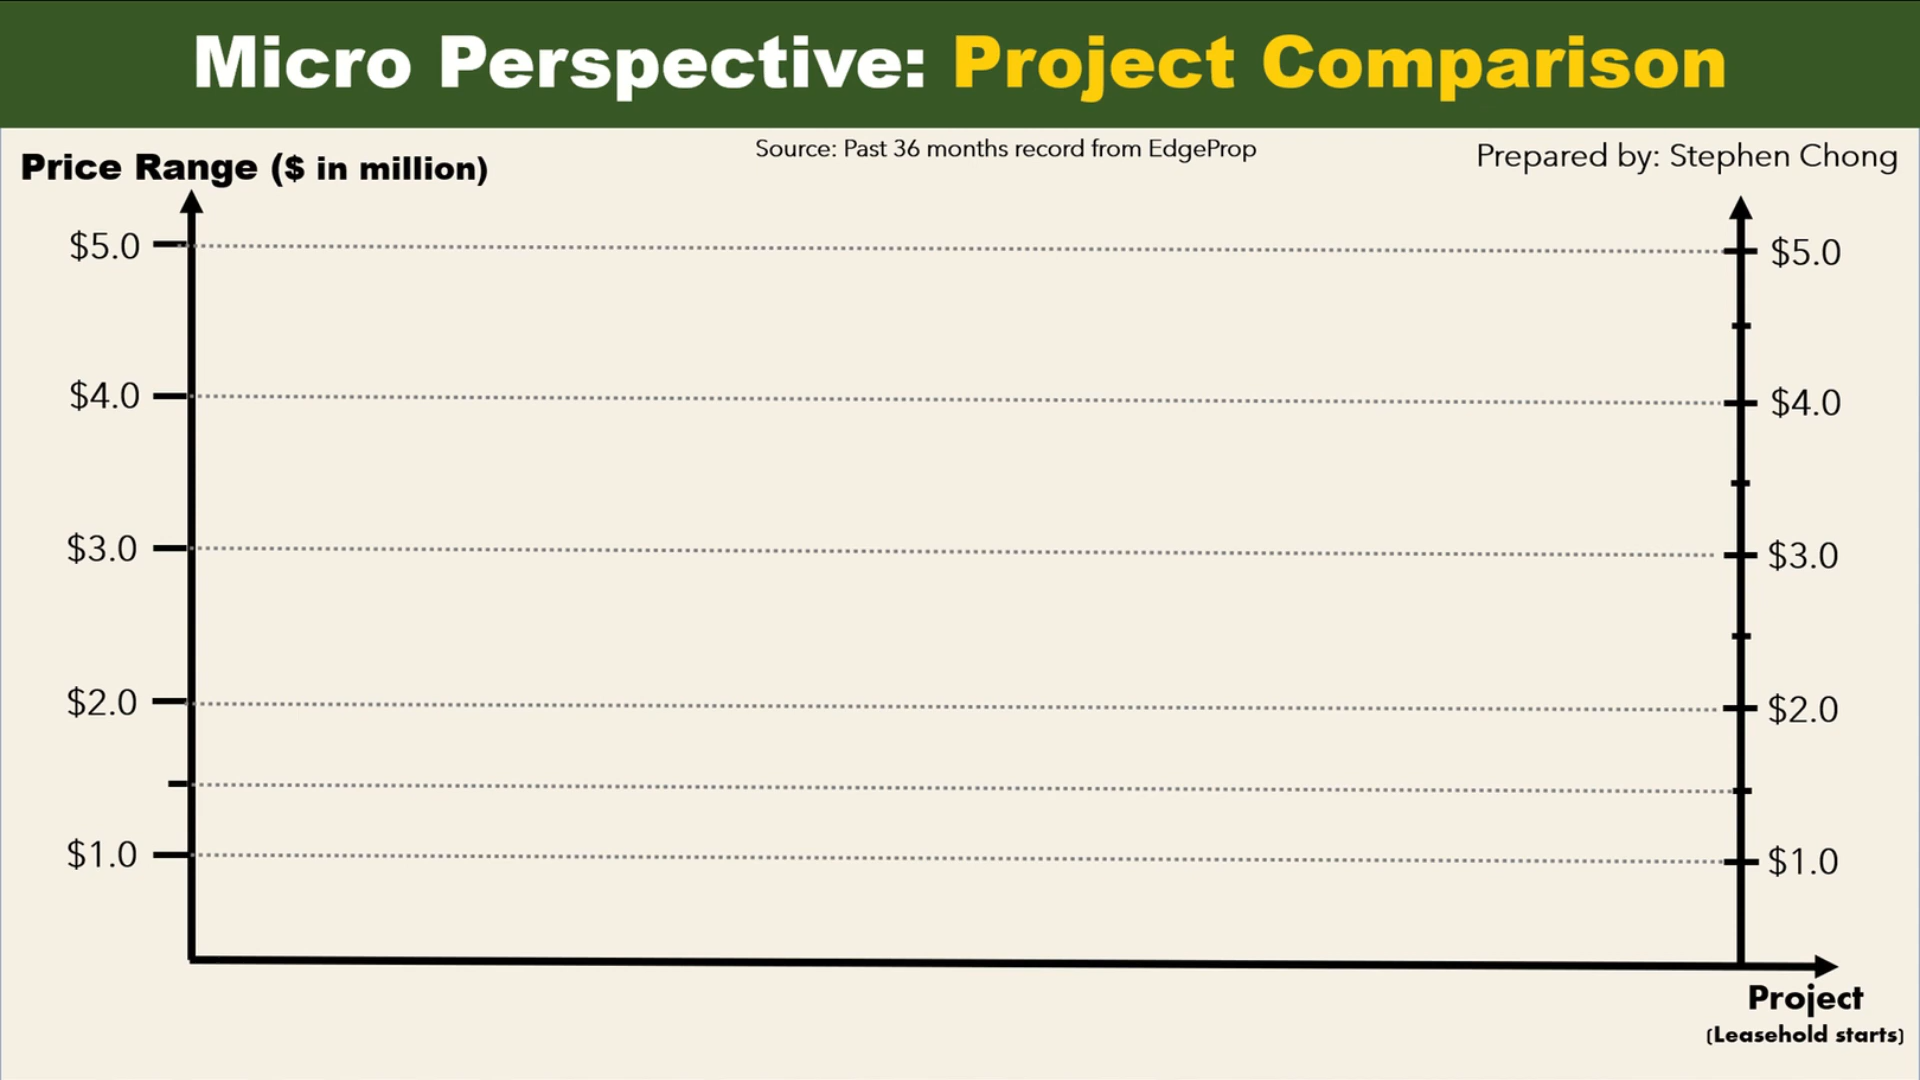 Micro Perspective: Project Comparison
Source: Past 36 months record from EdgeProp
Prepared by: Stephen Chong
Price Range ($ in million)
$5.0 $5.0
$4.0 $4.0
$3.0 $3.0
$2.0 $2.0
$1.0 $1.0
Project
(Leasehold starts)